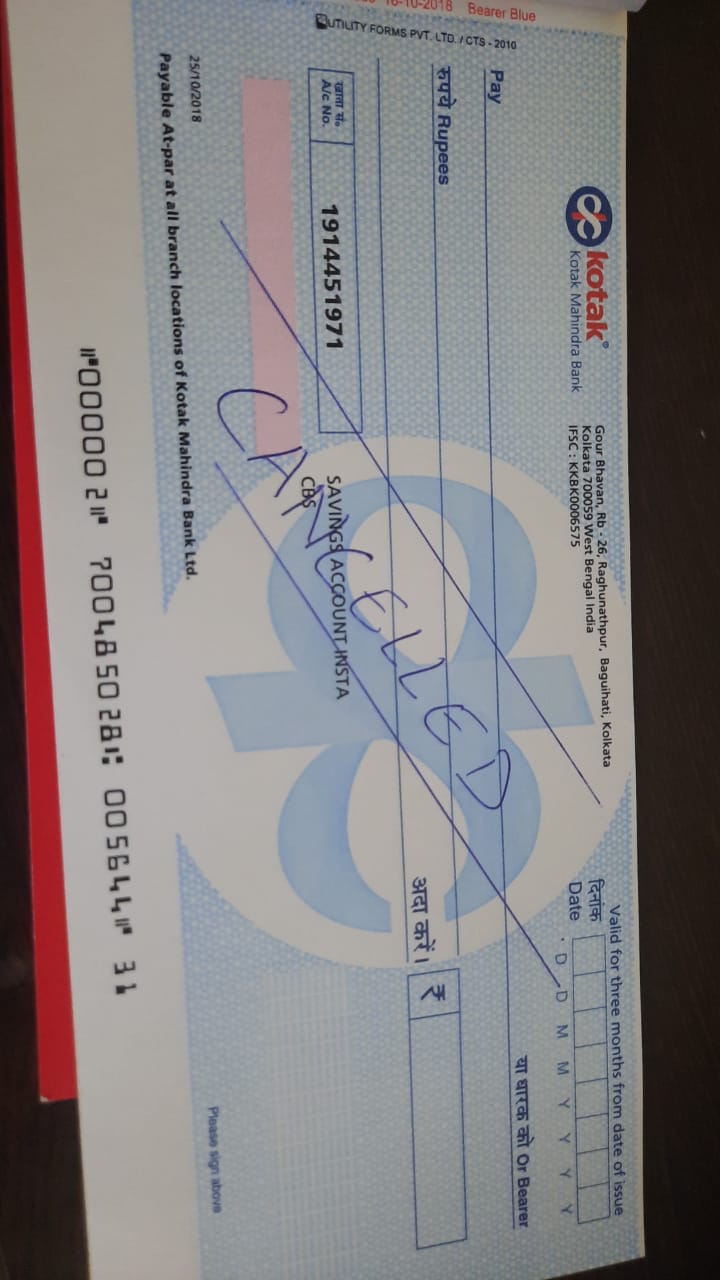 16-10-2018 Bearer Blue
UTILITY FORMS PVT. LTD. / CTS - 2010
kotak®
Kotak Mahindra Bank
Gour Bhavan, Rb - 26, Raghunathpur, Baguihati, Kolkata
Kolkata 700059 West Bengal India
IFSC : KKBK0006575
Valid for three months from date of issue
दिनांक
Date
D D M M Y Y Y Y
Pay
या धारक को Or Bearer
रुपये Rupees
अदा करें।
₹
खाता सं०
A/c No.
1914451971
SAVINGS ACCOUNT-INSTA
CBS
CANCELLED
25/10/2018
Payable At-par at all branch locations of Kotak Mahindra Bank Ltd.
Please sign above
⑈000002⑈ 700485028⑆ 005644⑈ 31